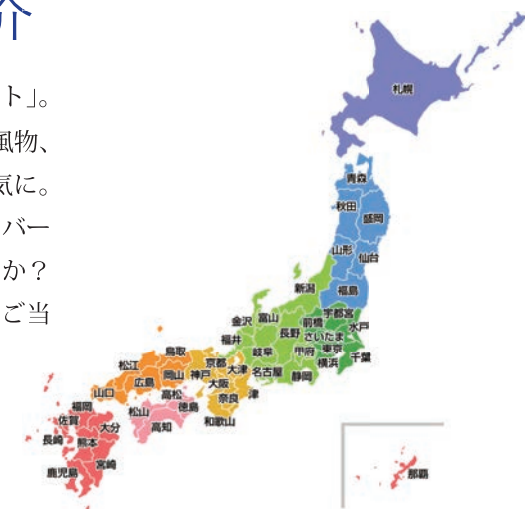 介
ト」。
風物、
気に。
バー
か？
ご当
札幌
青森
秋田
盛岡
山形
仙台
新潟
福島
金沢
富山
前橋
宇都宮
水戸
福井
長野
さいたま
岐阜
甲府
東京
千葉
名古屋
静岡
横浜
鳥取
京都
大津
松江
広島
岡山
神戸
大阪
津
山口
高松
奈良
福岡
松山
徳島
佐賀
大分
高知
和歌山
長崎
熊本
宮崎
鹿児島
那覇